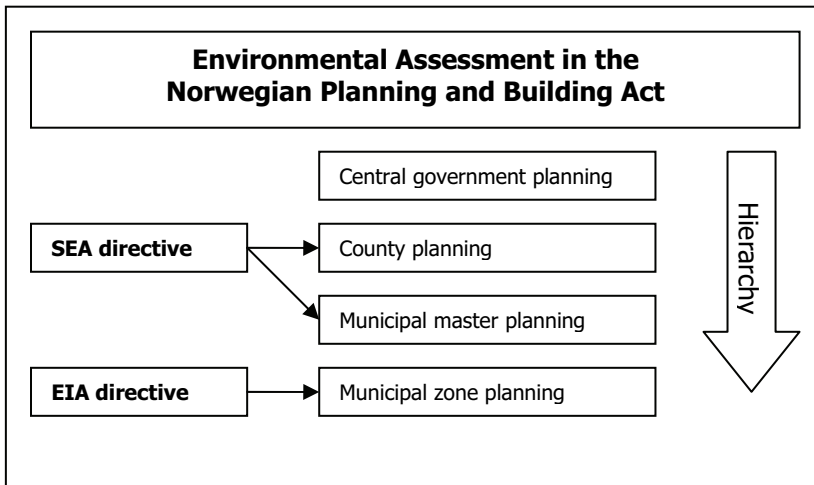 Environmental Assessment in the
Norwegian Planning and Building Act
Central government planning
SEA directive
County planning
Municipal master planning
EIA directive
Municipal zone planning
Hierarchy